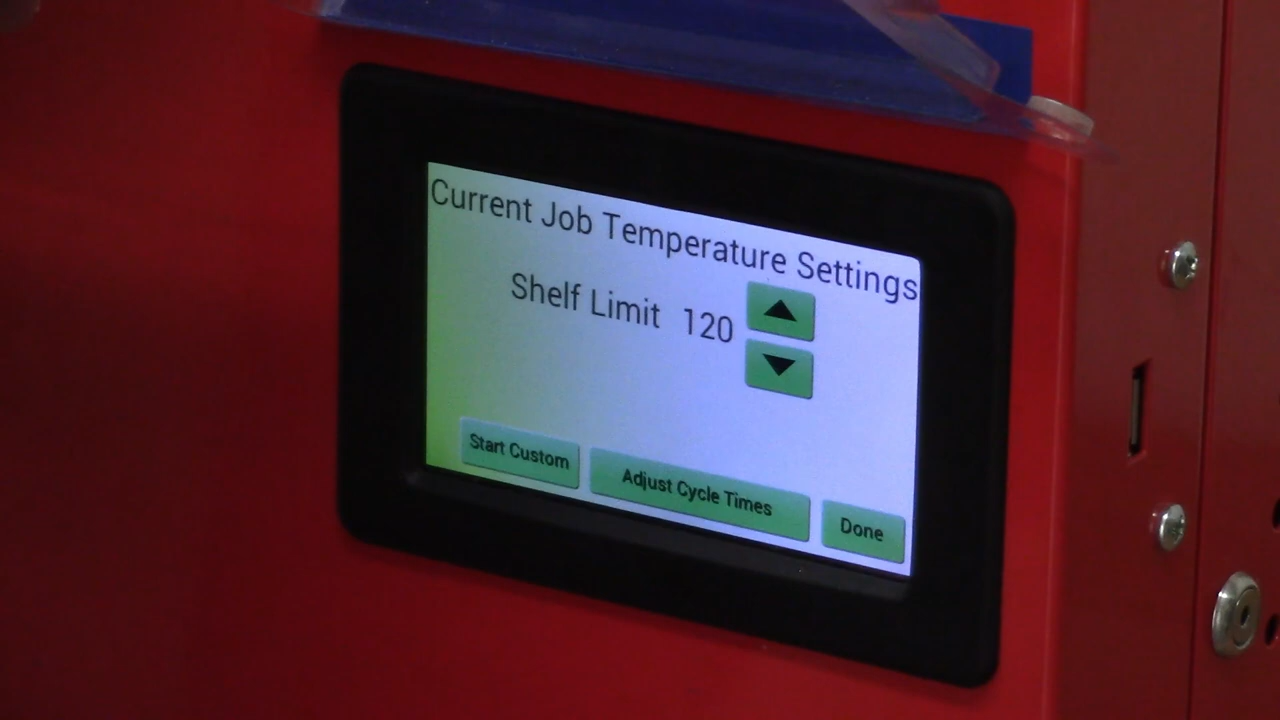 Current Job Temperature Settings
Shelf Limit 120
Start Custom
Adjust Cycle Times
Done